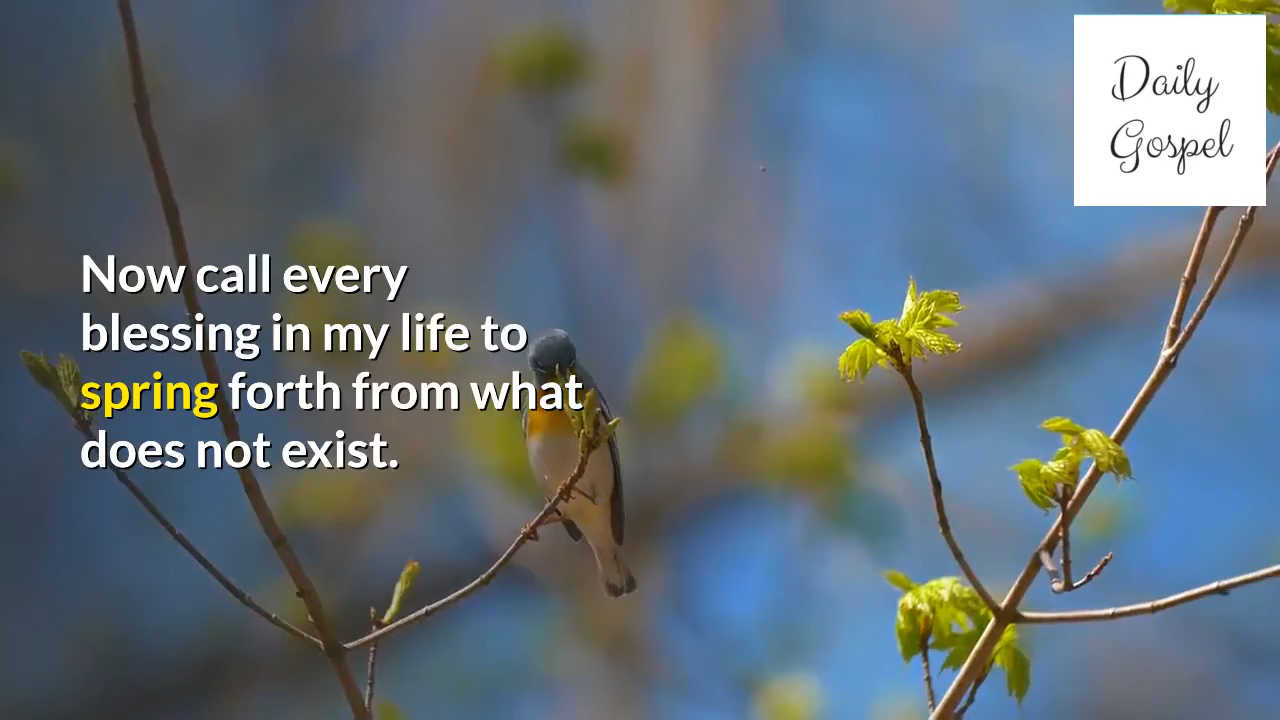 Daily
Gospel
Now call every
blessing in my life to
spring forth from what
does not exist.